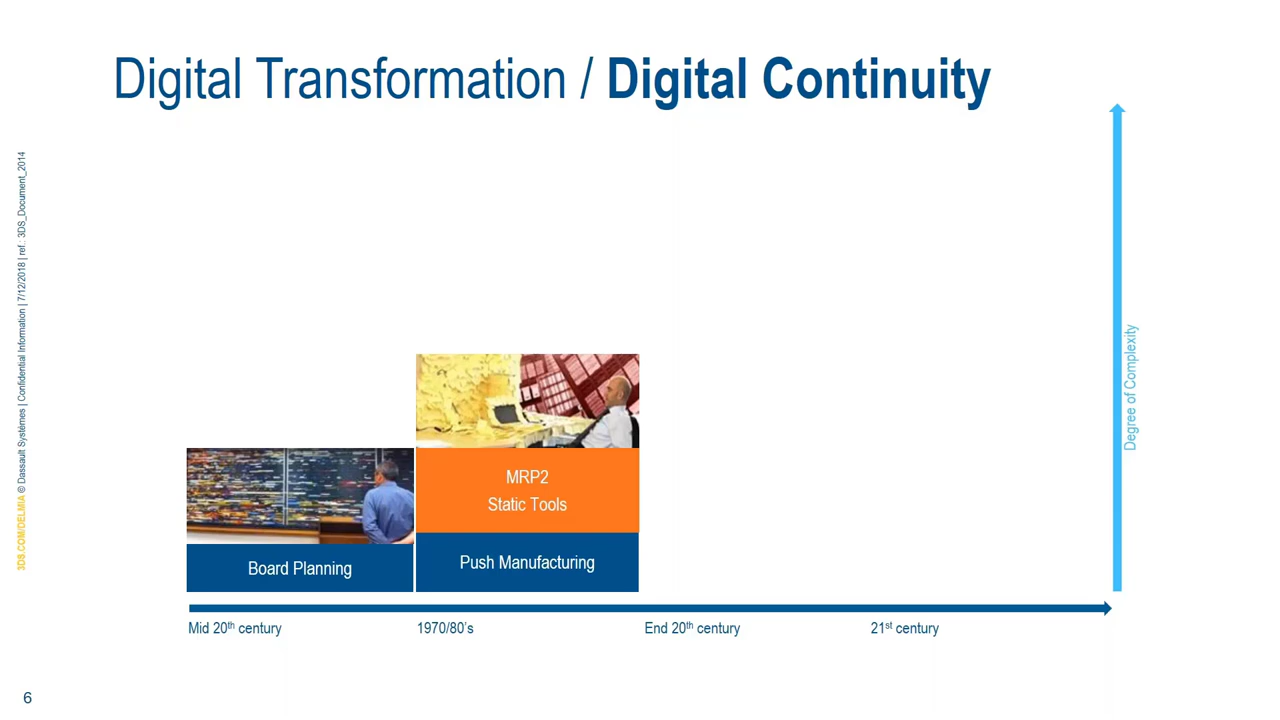 Digital Transformation / Digital Continuity
3DS.COM/DELMIA © Dassault Systèmes | Confidential Information | 7/12/2018 | ref.: 3DS_Document_2014
Degree of Complexity
MRP2
Static Tools
Board Planning
Push Manufacturing
Mid 20th century
1970/80's
End 20th century
21st century
6